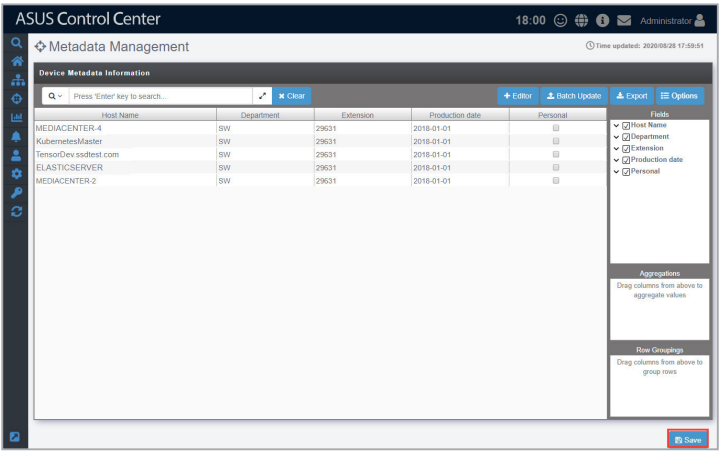 ASUS Control Center
18:00
Administrator
Metadata Management
Time updated: 2020/08/28 17:59:51
Device Metadata Information
Press 'Enter' key to search...
Clear
+ Editor
Batch Update
Export
Options
Host Name Department Extension Production date Personal
MEDIACENTER-4 SW 29631 2018-01-01
KubernetesMaster SW 29631 2018-01-01
TensorDev.ssdtest.com SW 29631 2018-01-01
ELASTICSERVER SW 29631 2018-01-01
MEDIACENTER-2 SW 29631 2018-01-01
Fields
Host Name
Department
Extension
Production date
Personal
Aggregations
Drag columns from above to
aggregate values
Row Groupings
Drag columns from above to
group rows
Save